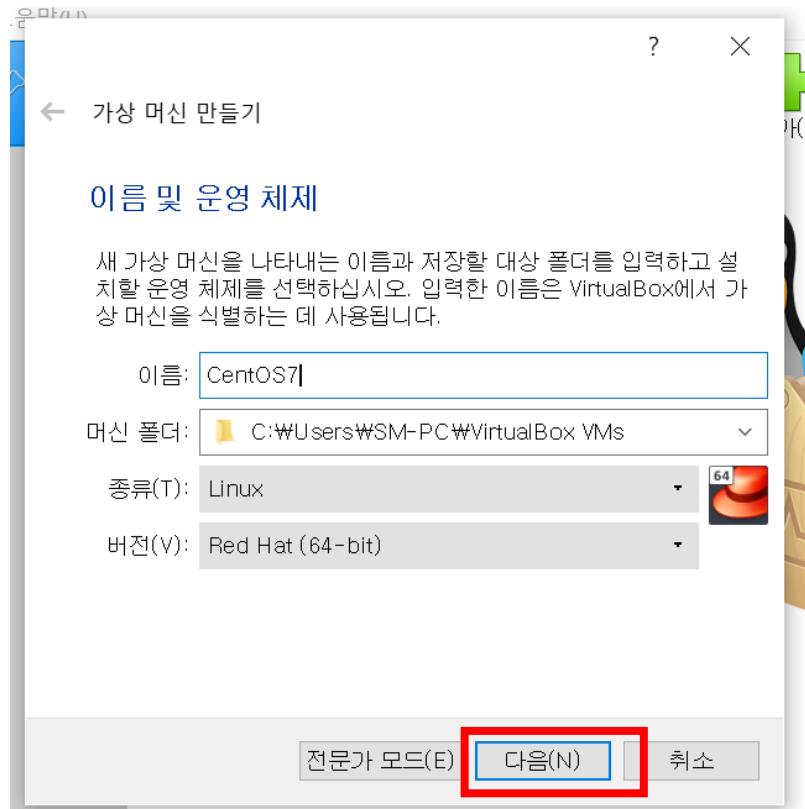 ?
가상 머신 만들기
이름 및 운영 체제
새 가상 머신을 나타내는 이름과 저장할 대상 폴더를 입력하고 설
치할 운영 체제를 선택하십시오. 입력한 이름은 VirtualBox에서 가
상 머신을 식별하는 데 사용됩니다.
이름: CentOS7
머신 폴더: C:₩Users₩SM-PC₩VirtualBox VMs
종류(T): Linux
64
버전(V): Red Hat (64-bit)
전문가 모드(E) 다음(N) 취소